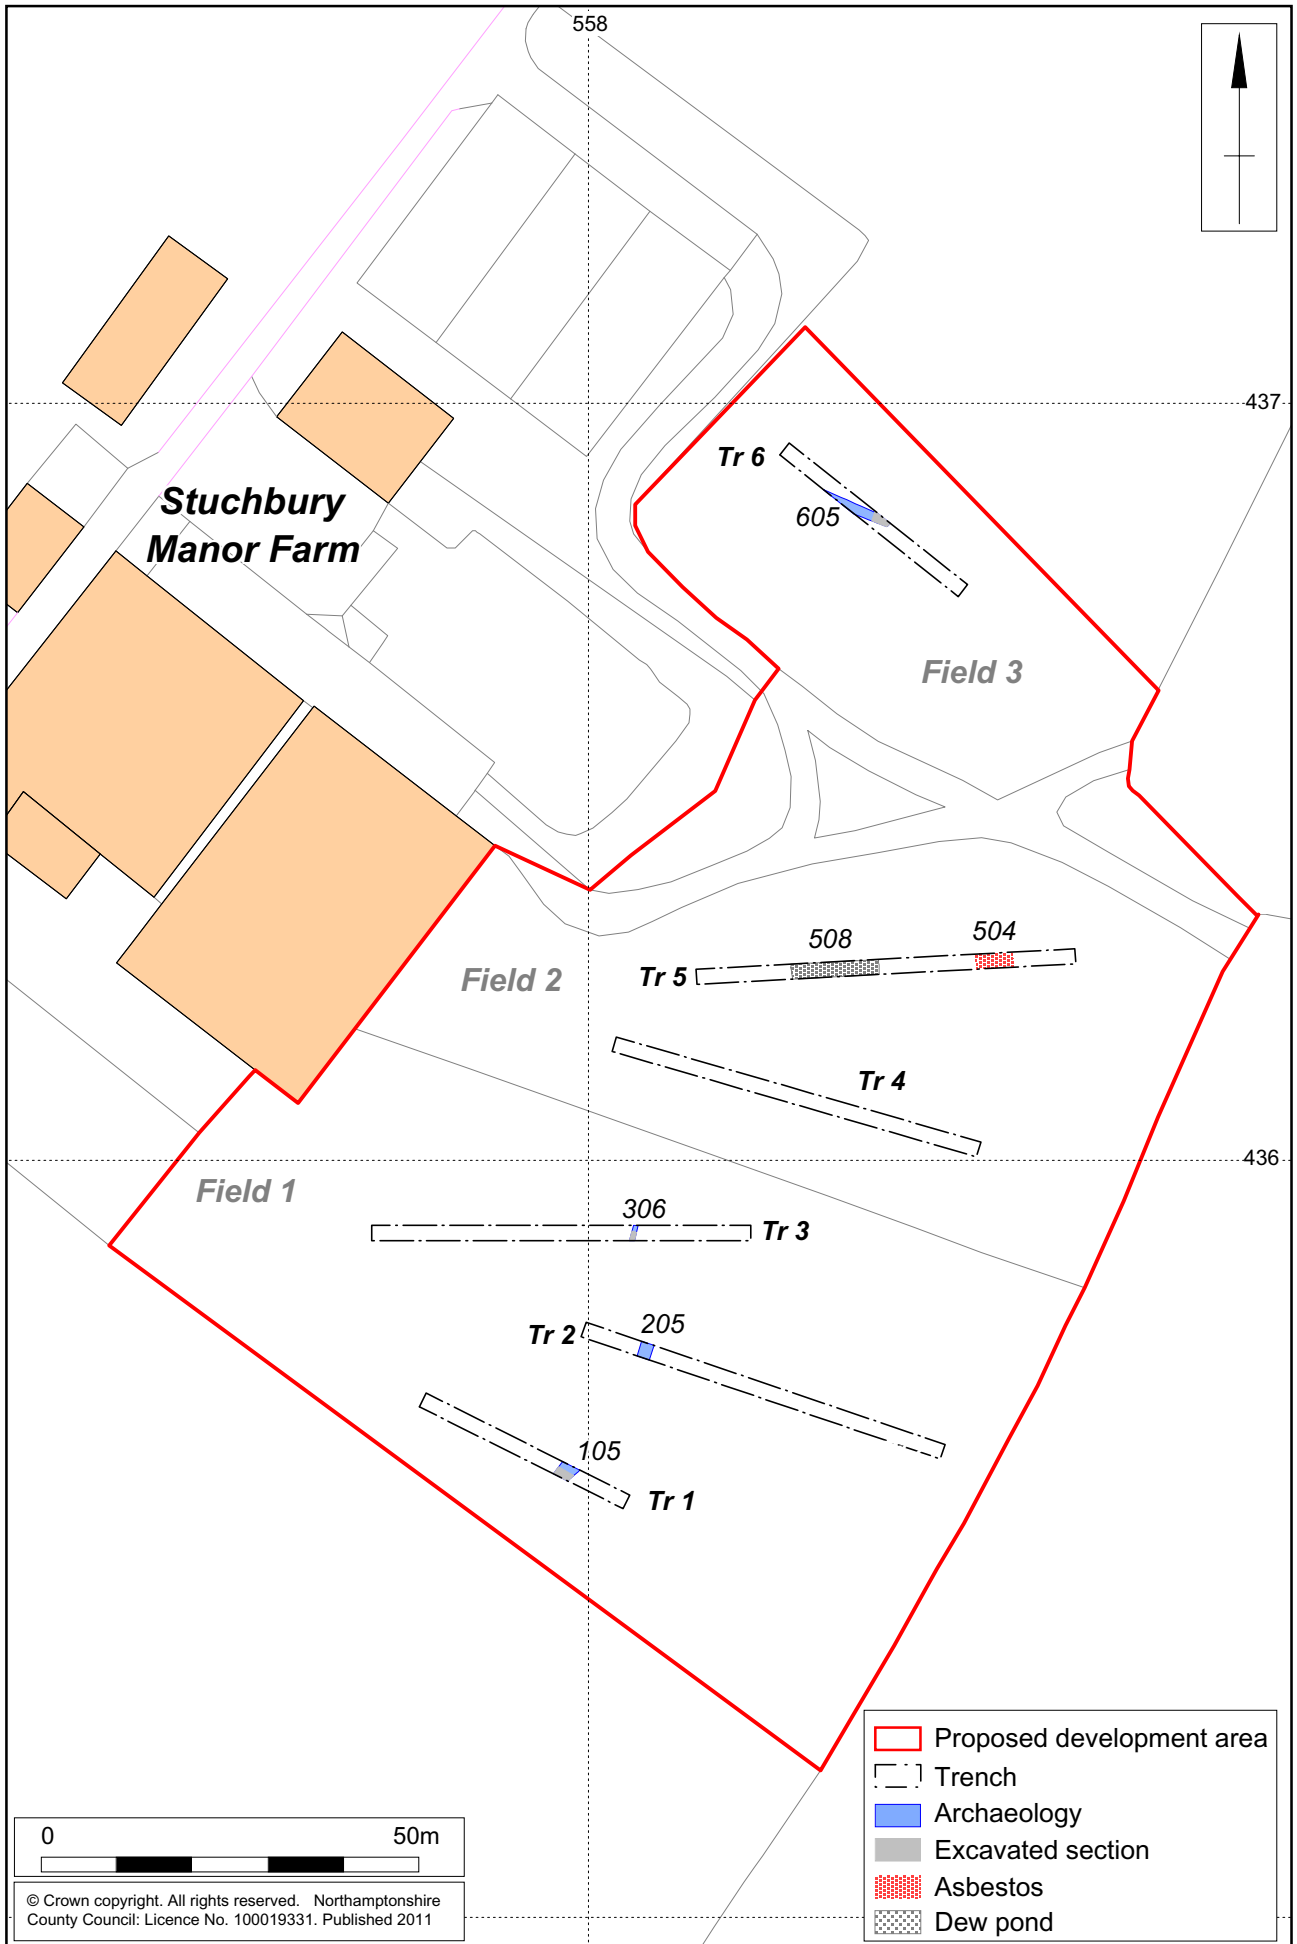 558
437
Tr 6
605
Stuchbury
Manor Farm
Field 3
508
504
Field 2
Tr 5
Tr 4
436
Field 1
306
Tr 3
Tr 2
205
105
Tr 1
Proposed development area
Trench
Archaeology
Excavated section
Asbestos
Dew pond
0 50m
© Crown copyright. All rights reserved. Northamptonshire
County Council: Licence No. 100019331. Published 2011